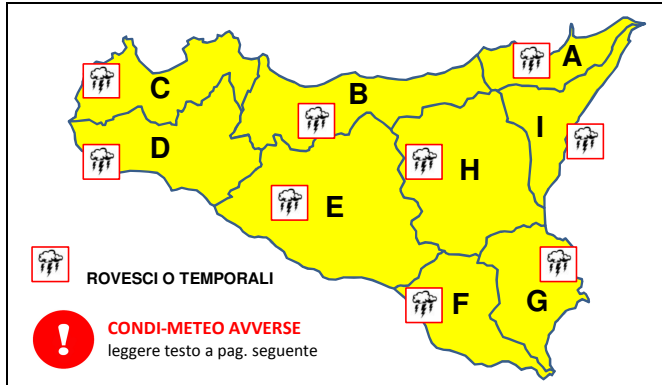 A
C
B
I
D
H
E
F
G
ROVESCI O TEMPORALI
!
CONDI-METEO AVVERSE
leggere testo a pag. seguente